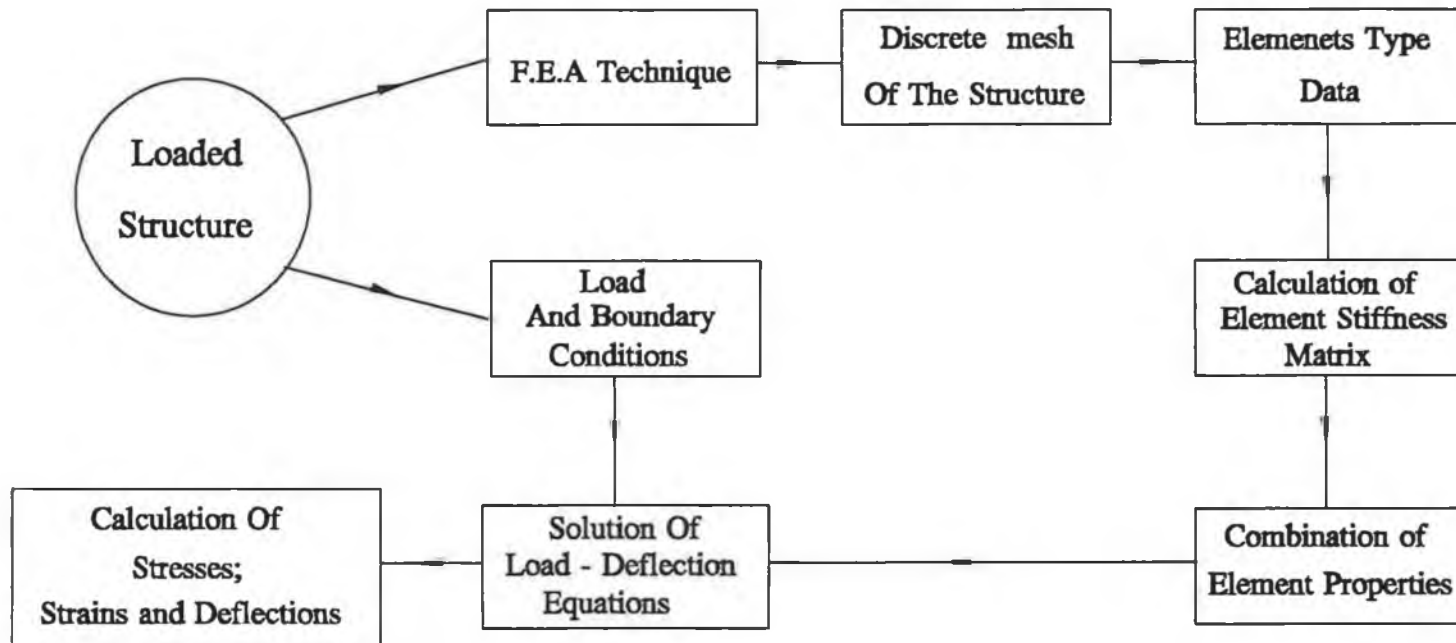 Loaded
Structure
F.E.A Technique
Discrete mesh
Of The Structure
Elemenets Type
Data
Load
And Boundary
Conditions
Calculation of
Element Stiffness
Matrix
Calculation Of
Stresses;
Strains and Deflections
Solution Of
Load - Deflection
Equations
Combination of
Element Properties